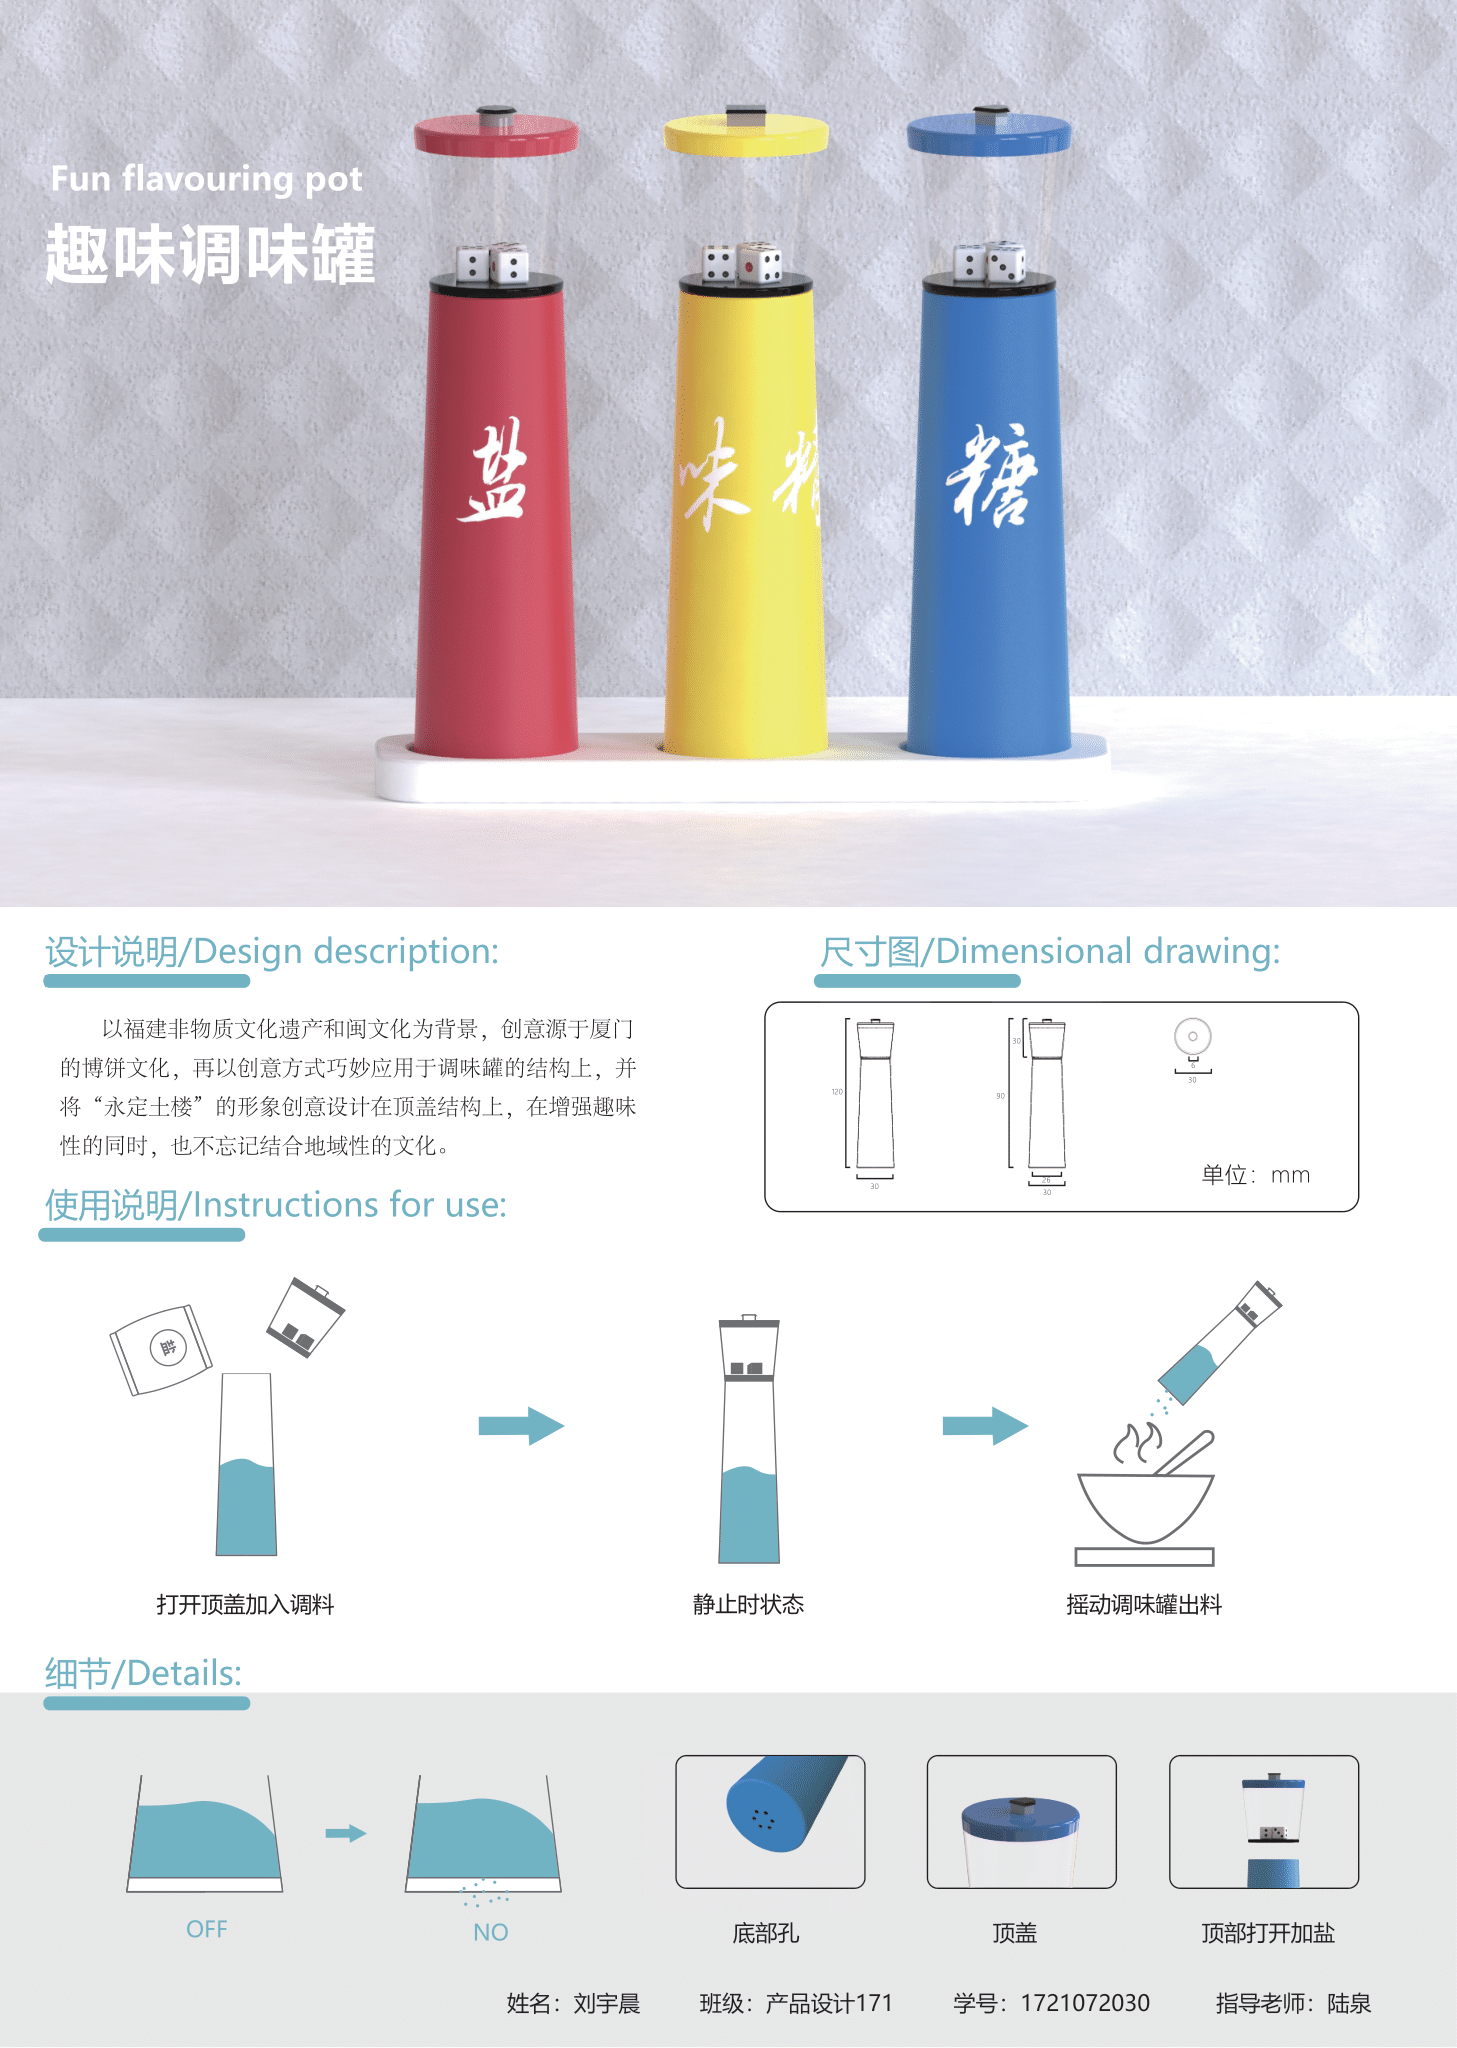 Fun flavouring pot
趣味调味罐
盐
味精
糖
设计说明/Design description:
以福建非物质文化遗产和闽文化为背景，创意源于厦门
的博饼文化，再以创意方式巧妙应用于调味罐的结构上，并
将“永定土楼”的形象创意设计在顶盖结构上，在增强趣味
性的同时，也不忘记结合地域性的文化。
尺寸图/Dimensional drawing:
120
30
30
90
26
30
6
30
单位：mm
使用说明/Instructions for use:
盐
打开顶盖加入调料
静止时状态
摇动调味罐出料
细节/Details:
OFF
NO
底部孔
顶盖
顶部打开加盐
姓名：刘宇晨 班级：产品设计171 学号：1721072030 指导老师：陆泉